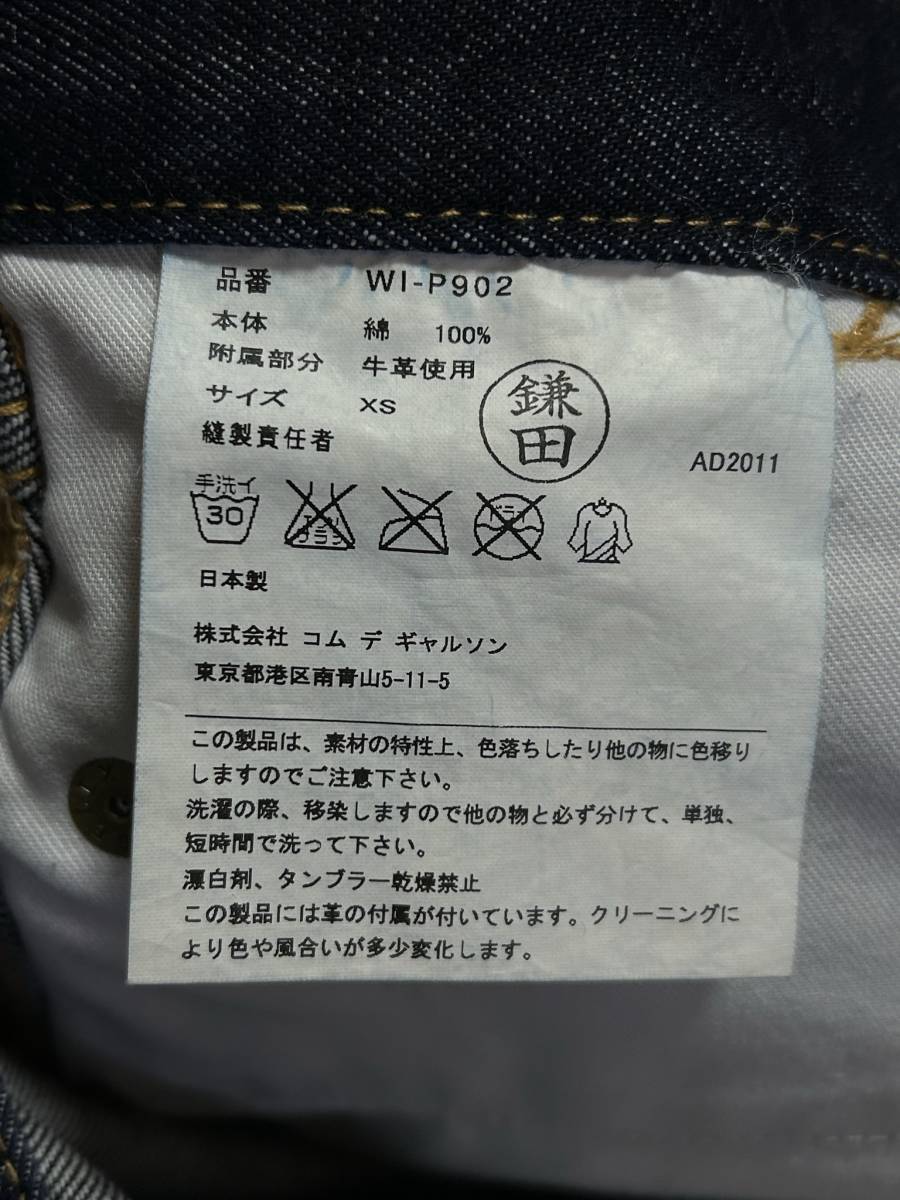 品番 WI-P902
本体 綿 100%
附属部分 牛革使用
サイズ XS
縫製責任者 鎌田
AD2011
手洗イ
30
日本製
株式会社 コム デ ギャルソン
東京都港区南青山5-11-5
この製品は、素材の特性上、色落ちしたり他の物に色移り
しますのでご注意下さい。
洗濯の際、移染しますので他の物と必ず分けて、単独、
短時間で洗って下さい。
漂白剤、タンブラー乾燥禁止
この製品には革の付属が付いています。クリーニングに
より色や風合いが多少変化します。